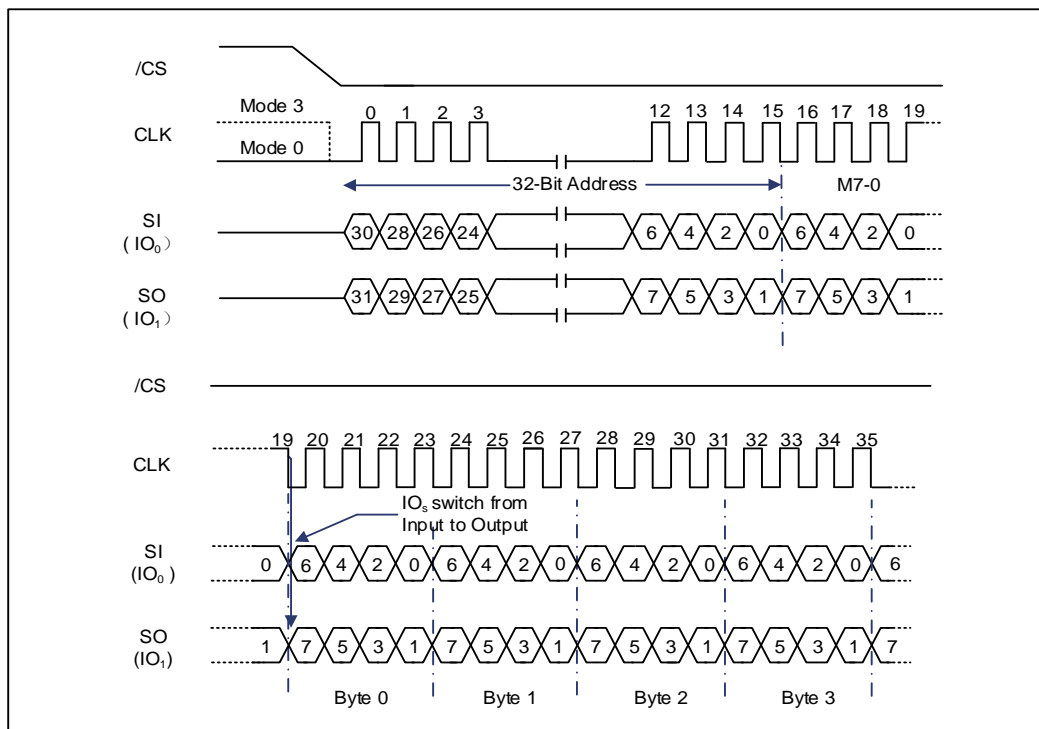 /CS
Mode 3
CLK
Mode 0
0 1 2 3 12 13 14 15 16 17 18 19
32-Bit Address
M7-0
SI
( IO₀)
30 28 26 24 6 4 2 0 6 4 2 0
SO
( IO₁)
31 29 27 25 7 5 3 1 7 5 3 1
/CS
CLK
19 20 21 22 23 24 25 26 27 28 29 30 31 32 33 34 35
IOₛ switch from
Input to Output
SI
(IO₀ )
0 6 4 2 0 6 4 2 0 6 4 2 0 6 4 2 0 6
SO
(IO₁)
1 7 5 3 1 7 5 3 1 7 5 3 1 7 5 3 1 7
Byte 0 Byte 1 Byte 2 Byte 3